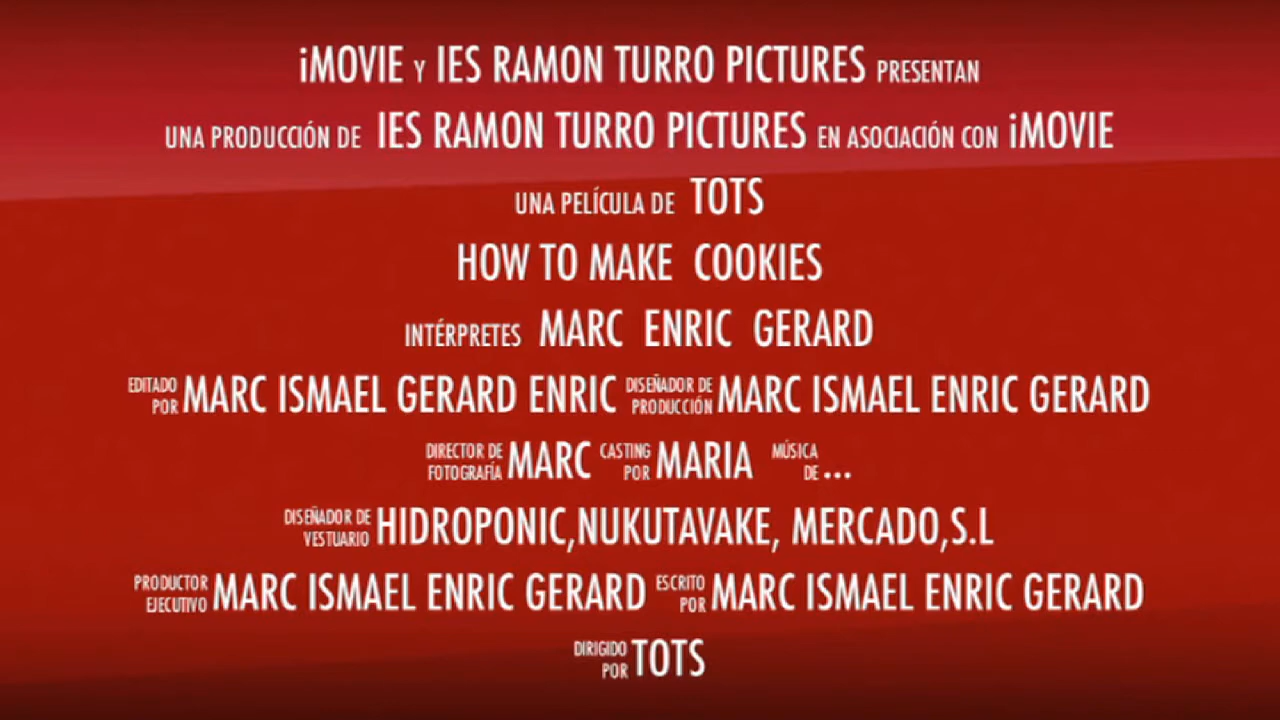 iMOVIE Y IES RAMON TURRO PICTURES PRESENTAN
UNA PRODUCCIÓN DE IES RAMON TURRO PICTURES EN ASOCIACIÓN CON iMOVIE
UNA PELÍCULA DE TOTS
HOW TO MAKE COOKIES
INTÉRPRETES MARC ENRIC GERARD
EDITADO POR MARC ISMAEL GERARD ENRIC DISEÑADOR DE PRODUCCIÓN MARC ISMAEL ENRIC GERARD
DIRECTOR DE FOTOGRAFÍA MARC CASTING POR MARIA MÚSICA DE ...
DISEÑADOR DE VESTUARIO HIDROPONIC,NUKUTAVAKE, MERCADO,S.L
PRODUCTOR EJECUTIVO MARC ISMAEL ENRIC GERARD ESCRITO POR MARC ISMAEL ENRIC GERARD
DIRIGIDO POR TOTS